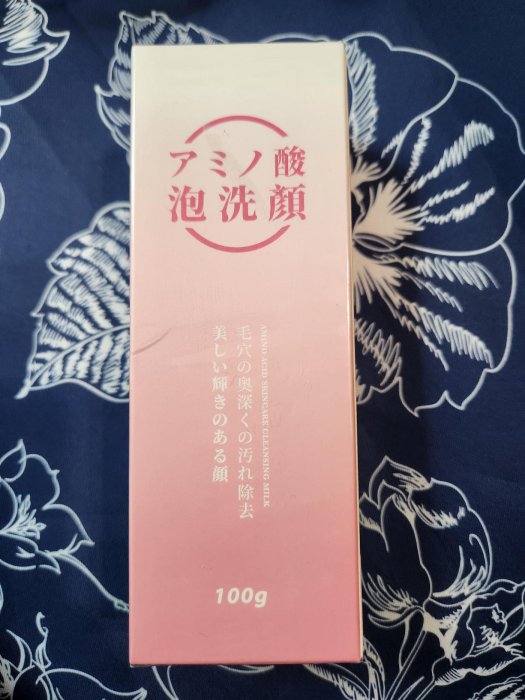 アミノ酸
泡洗顔
AMINO ACID SKINCARE CLEANSING MILK
毛穴の奥深くの汚れ除去
美しい輝きのある顔
100g